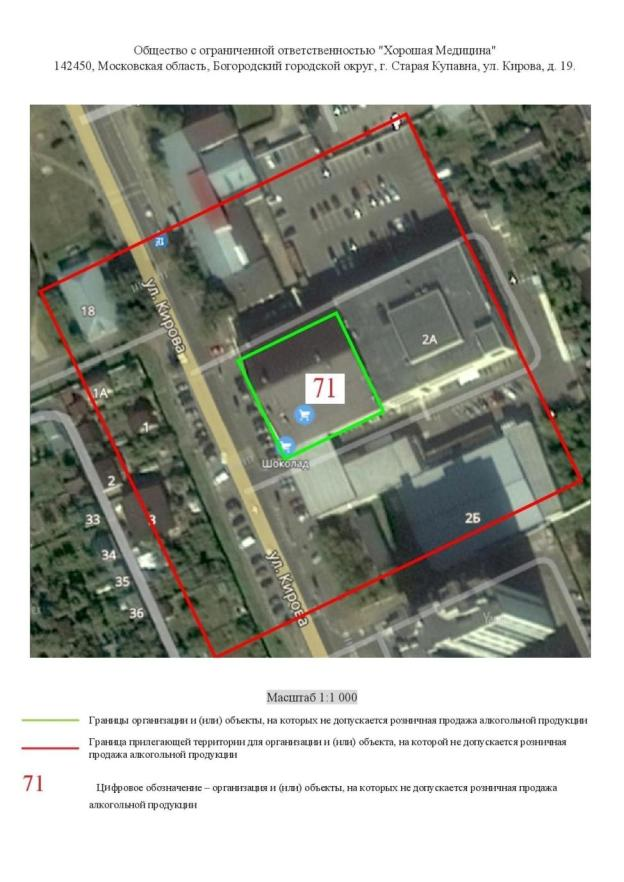 Общество с ограниченной ответственностью "Хорошая Медицина"
142450, Московская область, Богородский городской округ, г. Старая Купавна, ул. Кирова, д. 19.
18
ул. Кирова
2А
71
1А
1
Шоколад
2
33
3
2Б
34
35
ул. Кирова
36
Масштаб 1:1 000
Границы организации и (или) объекты, на которых не допускается розничная продажа алкогольной продукции
Граница прилегающей территории для организации и (или) объекта, на которой не допускается розничная
продажа алкогольной продукции
71
Цифровое обозначение – организация и (или) объекты, на которых не допускается розничная продажа
алкогольной продукции